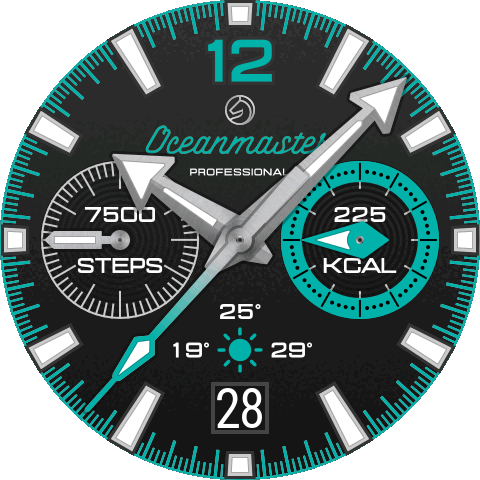 12
Oceanmaster
PROFESSIONAL
7500
STEPS
225
KCAL
25°
19° 29°
28